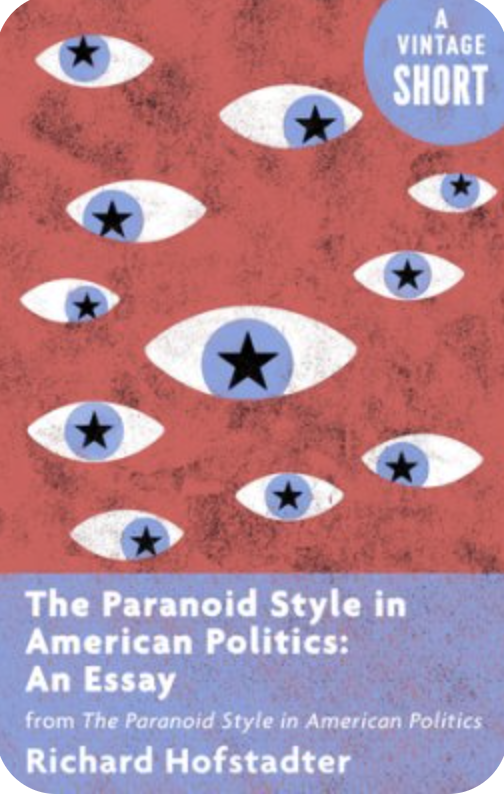 A
VINTAGE
SHORT
The Paranoid Style in
American Politics:
An Essay
from The Paranoid Style in American Politics
Richard Hofstadter